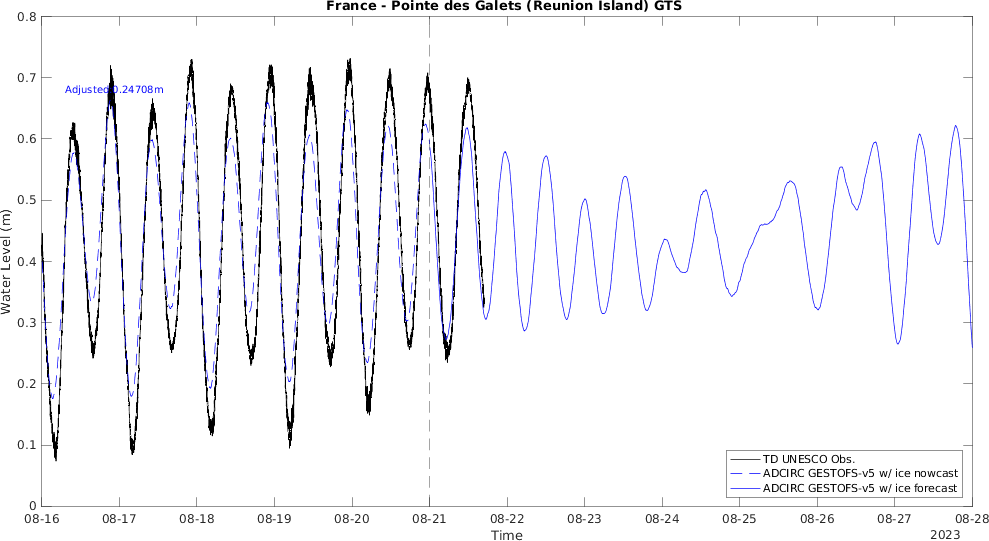 France - Pointe des Galets (Reunion Island) GTS
0.8
0.7
0.6
0.5
0.4
0.3
0.2
0.1
0
Water Level (m)
Adjusted 0.24708m
TD UNESCO Obs.
ADCIRC GESTOFS-v5 w/ ice nowcast
ADCIRC GESTOFS-v5 w/ ice forecast
08-16 08-17 08-18 08-19 08-20 08-21 08-22 08-23 08-24 08-25 08-26 08-27 08-28
Time
2023